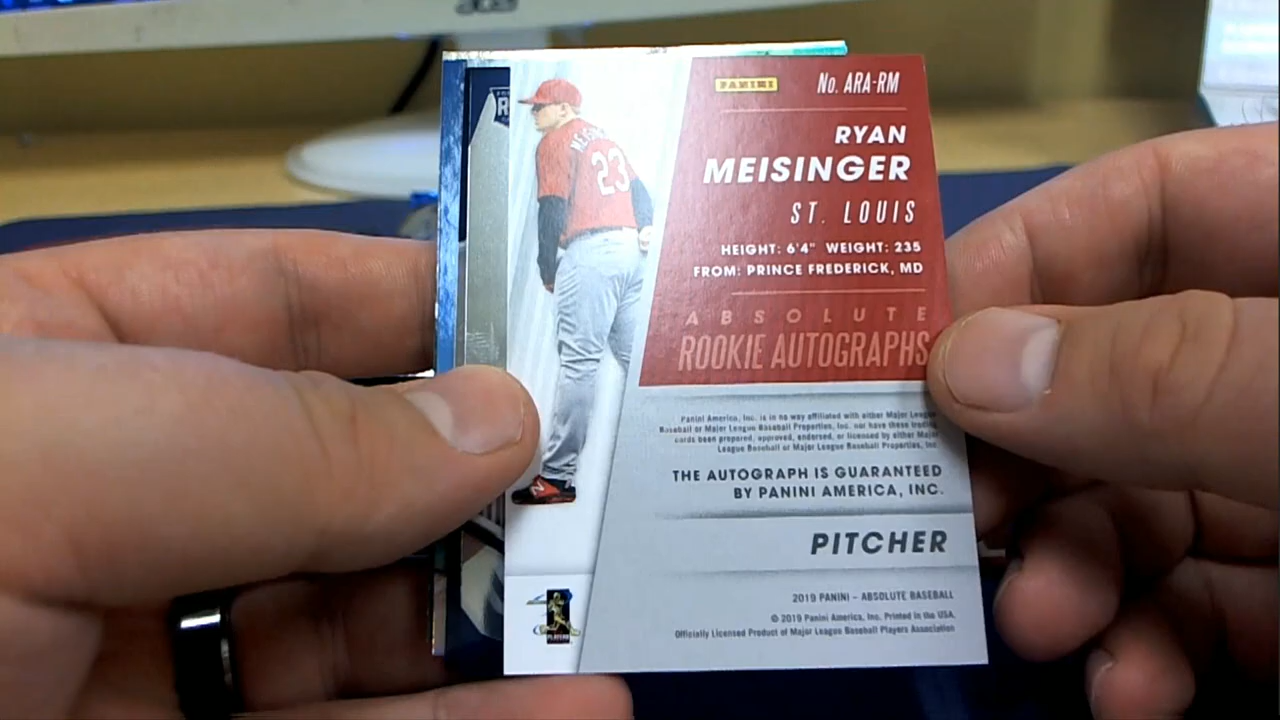 acer
PANINI
No. ARA-RM
RYAN
MEISINGER
ST. LOUIS
HEIGHT: 6'4" WEIGHT: 235
FROM: PRINCE FREDERICK, MD
ABSOLUTE
ROOKIE AUTOGRAPHS
23
Panini America, Inc. is in no way affiliated with either Major League
Baseball or Major League Baseball Properties, Inc. nor have these trading
cards been prepared, approved, endorsed, or licensed by either Major
League Baseball or Major League Baseball Properties, Inc.
THE AUTOGRAPH IS GUARANTEED
BY PANINI AMERICA, INC.
PITCHER
2019 PANINI – ABSOLUTE BASEBALL
© 2019 Panini America, Inc. Printed in the USA.
Officially Licensed Product of Major League Baseball Players Association
PLAYERS